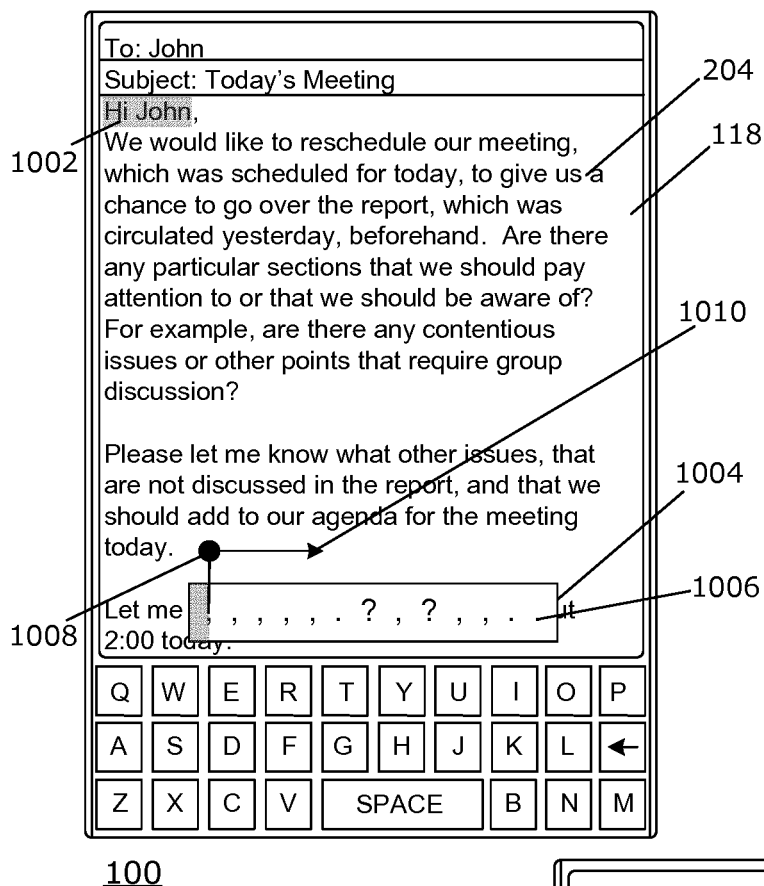 To: John
Subject: Today's Meeting
204
Hi John,
118
1002
We would like to reschedule our meeting,
which was scheduled for today, to give us a
chance to go over the report, which was
circulated yesterday, beforehand.  Are there
any particular sections that we should pay
attention to or that we should be aware of?
1010
For example, are there any contentious
issues or other points that require group
discussion?
Please let me know what other issues, that
1004
are not discussed in the report, and that we
should add to our agenda for the meeting
today.
1006
Let me , , , , , . ? , ? , , . ut
1008
2:00 today.
Q W E R T Y U I O P
A S D F G H J K L ←
Z X C V SPACE B N M
100